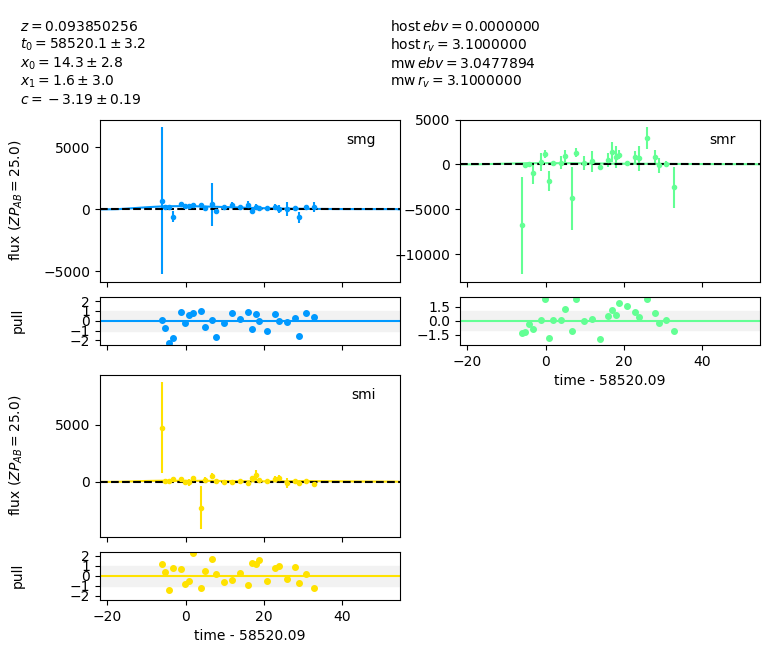 z = 0.093850256
t₀ = 58520.1 ± 3.2
x₀ = 14.3 ± 2.8
x₁ = 1.6 ± 3.0
c = −3.19 ± 0.19
host ebv = 0.0000000
host r_v = 3.1000000
mw ebv = 3.0477894
mw r_v = 3.1000000
smg
flux (ZP_AB = 25.0)
5000
0
−5000
smr
5000
0
−5000
−10000
pull
2
1
0
−1
−2
1.5
0.0
−1.5
−20 0 20 40
time - 58520.09
smi
flux (ZP_AB = 25.0)
5000
0
pull
2
1
0
−1
−2
−20 0 20 40
time - 58520.09